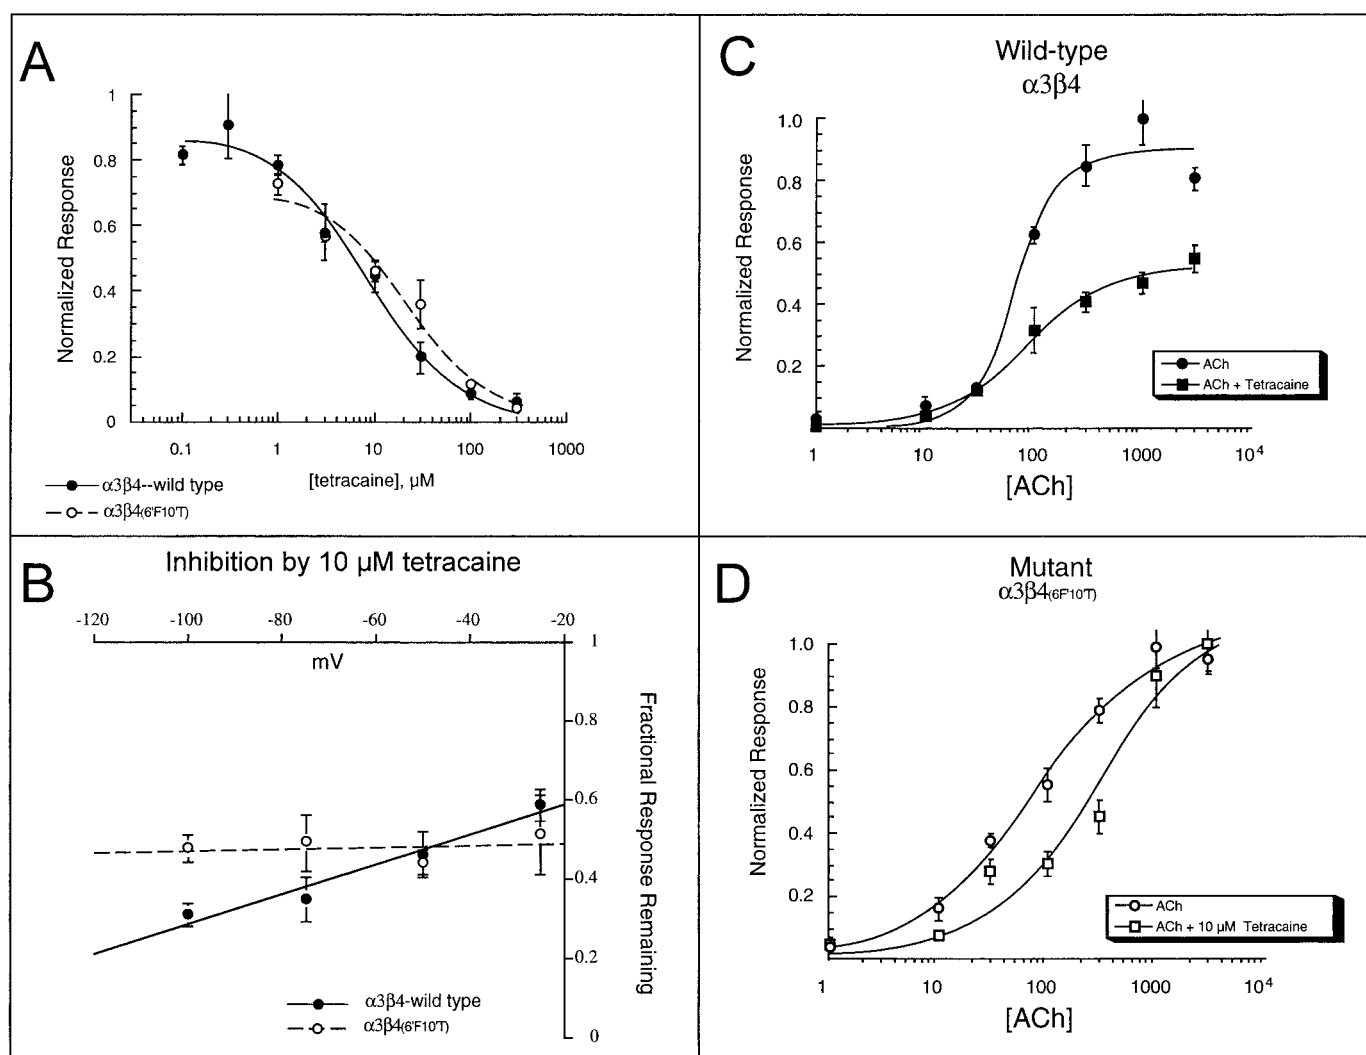 A
1
0.8
0.6
0.4
0.2
0
Normalized Response
0.1 1 10 100 1000
[tetracaine], µM
α3β4--wild type
α3β4(6'F10'T)
C
Wild-type
α3β4
1.0
0.8
0.6
0.4
0.2
Normalized Response
ACh
ACh + Tetracaine
1 10 100 1000 10⁴
[ACh]
B
Inhibition by 10 µM tetracaine
-120 -100 -80 -60 -40 -20
mV
1
0.8
0.6
0.4
0.2
0
Fractional Response Remaining
α3β4-wild type
α3β4(6'F10'T)
D
Mutant
α3β4(6F'10'T)
1.0
0.8
0.6
0.4
0.2
Normalized Response
ACh
ACh + 10 µM Tetracaine
1 10 100 1000 10⁴
[ACh]